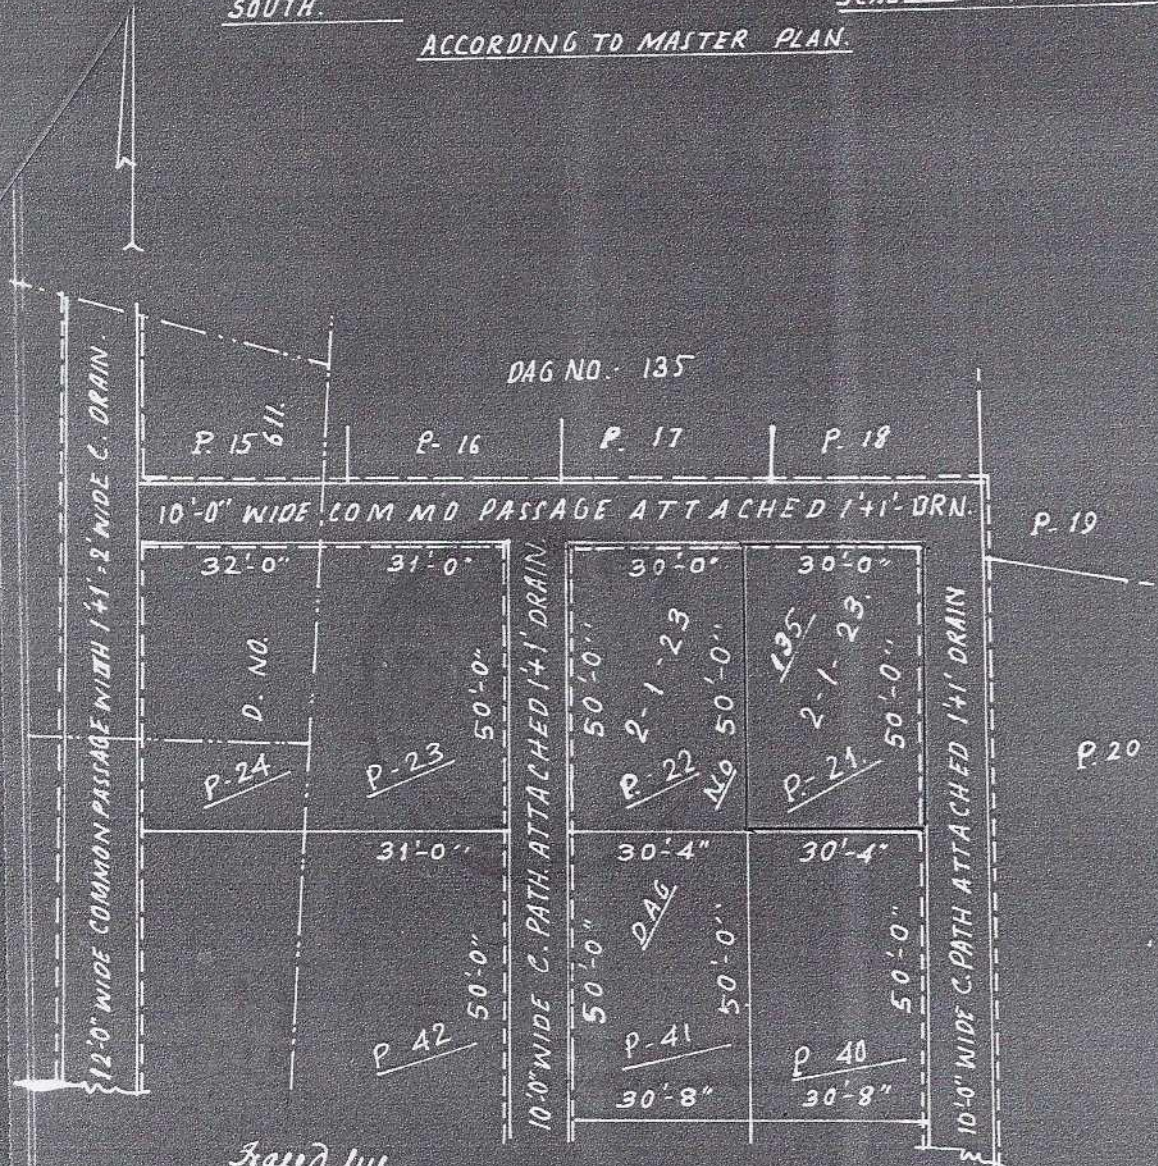 SOUTH.
ACCORDING TO MASTER PLAN.
DAG NO.- 135
P. 15
611.
P- 16
P. 17
P. 18
10'-0" WIDE COMMO PASSAGE ATTACHED 1'+1'-DRN.
P- 19
12'-0" WIDE COMMON PASSAGE WITH 1'+1'=2' WIDE C. DRAIN.
32'-0"
31'-0"
30'-0"
30'-0"
D. NO.
50'-0"
50'-0"
2-1-23
50'-0"
135
2-1-23.
50'-0"
P-24
P-23
P.-22
NO
P.-21.
P. 20
10'-0" WIDE C. PATH. ATTACHED 1'+1' DRAIN.
10'-0" WIDE C. PATH ATTACHED 1'+1' DRAIN
31'-0"
30'-4"
30'-4"
DAG
50'-0"
50'-0"
50'-0"
50'-0"
P 42
P-41
P 40
30'-8"
30'-8"